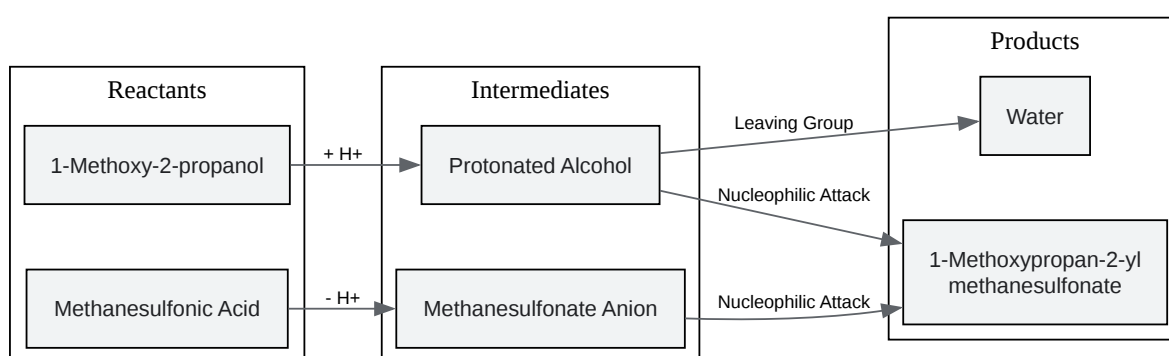 Products
Reactants
Intermediates
Water
Leaving Group
1-Methoxy-2-propanol
+ H+
Protonated Alcohol
Nucleophilic Attack
1-Methoxypropan-2-yl
methanesulfonate
Methanesulfonic Acid
- H+
Methanesulfonate Anion
Nucleophilic Attack